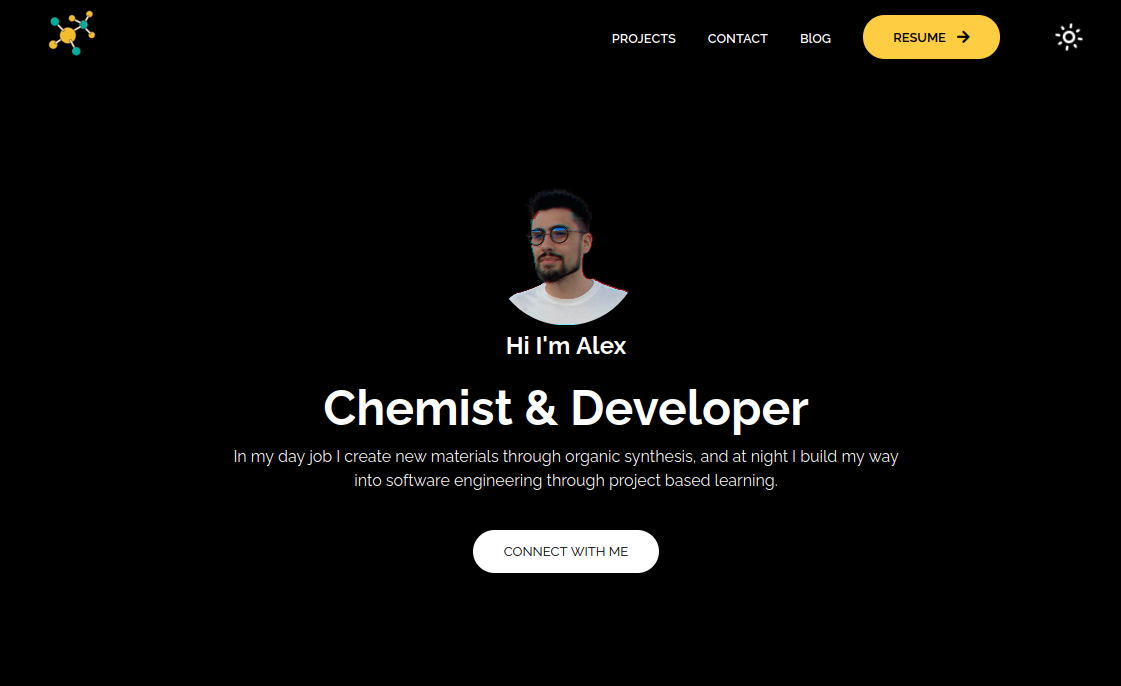 PROJECTS
CONTACT
BlOG
RESUME
Hi I'm Alex
Chemist & Developer
In my day job I create new materials through organic synthesis, and at night I build my way
into software engineering through project based learning.
CONNECT WITH ME